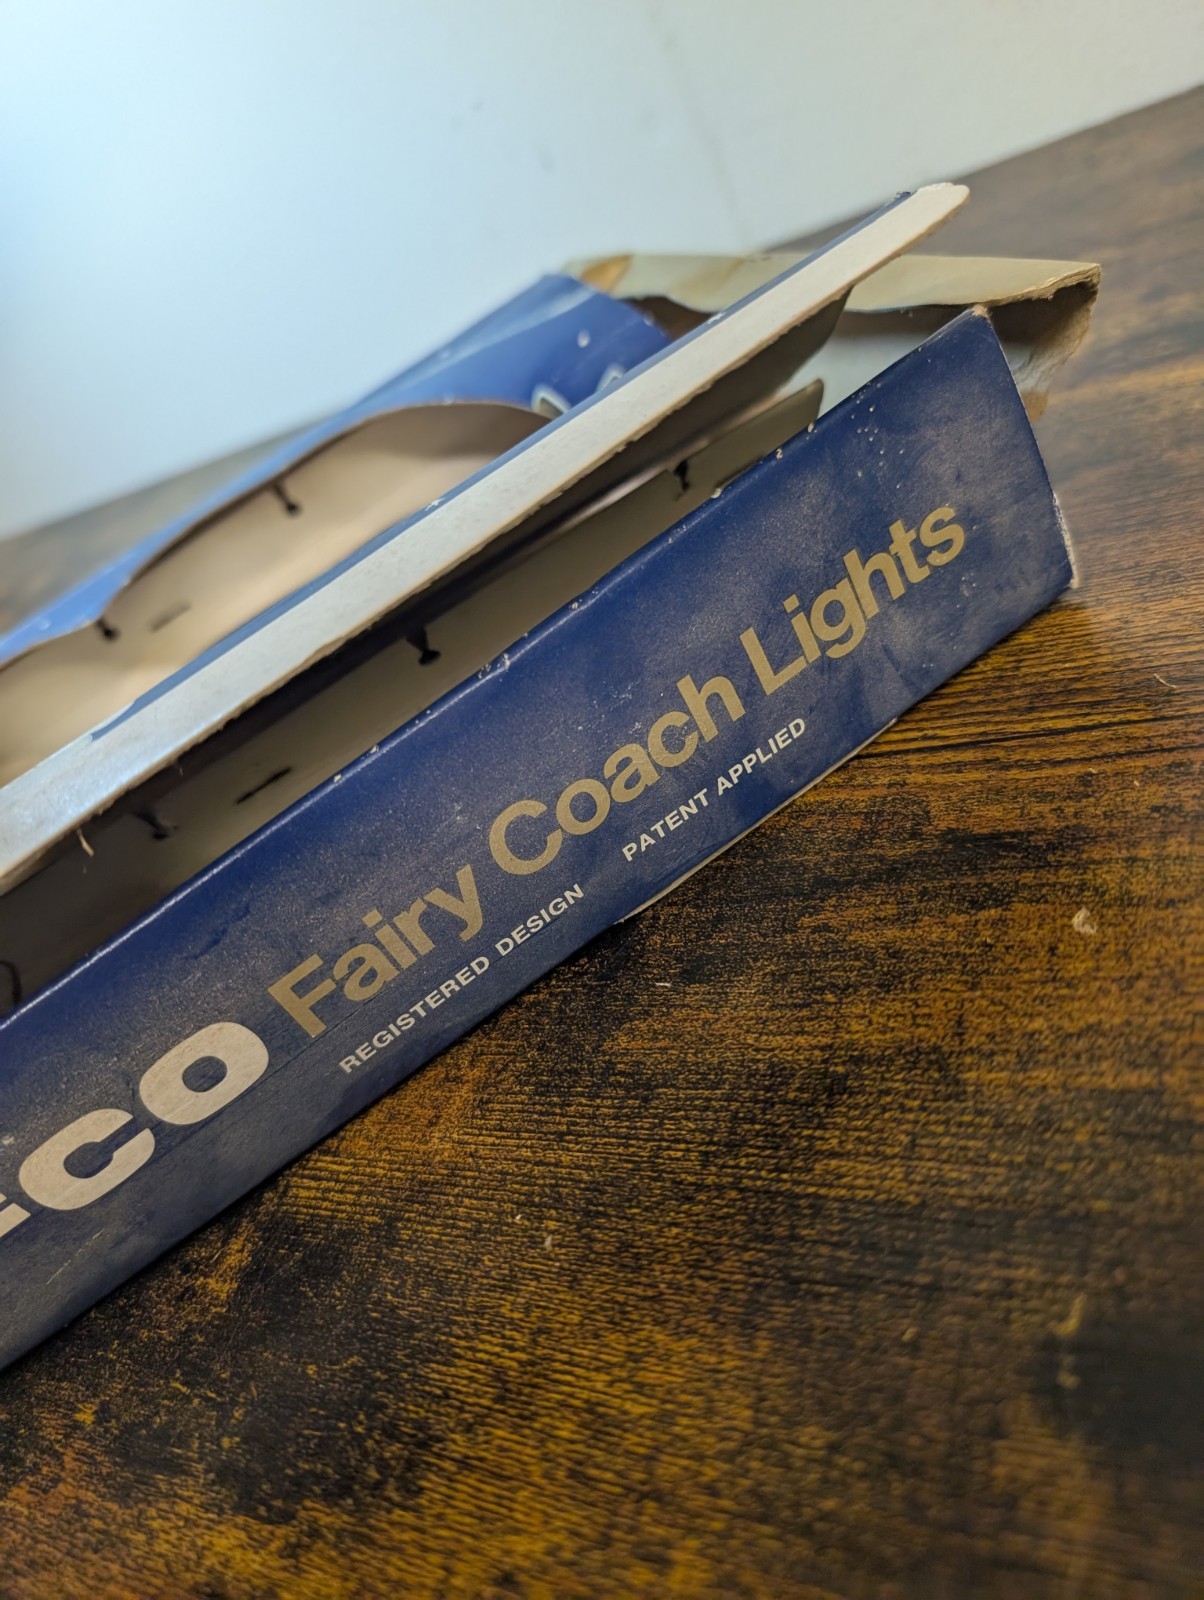 ECO Fairy Coach Lights
REGISTERED DESIGN PATENT APPLIED